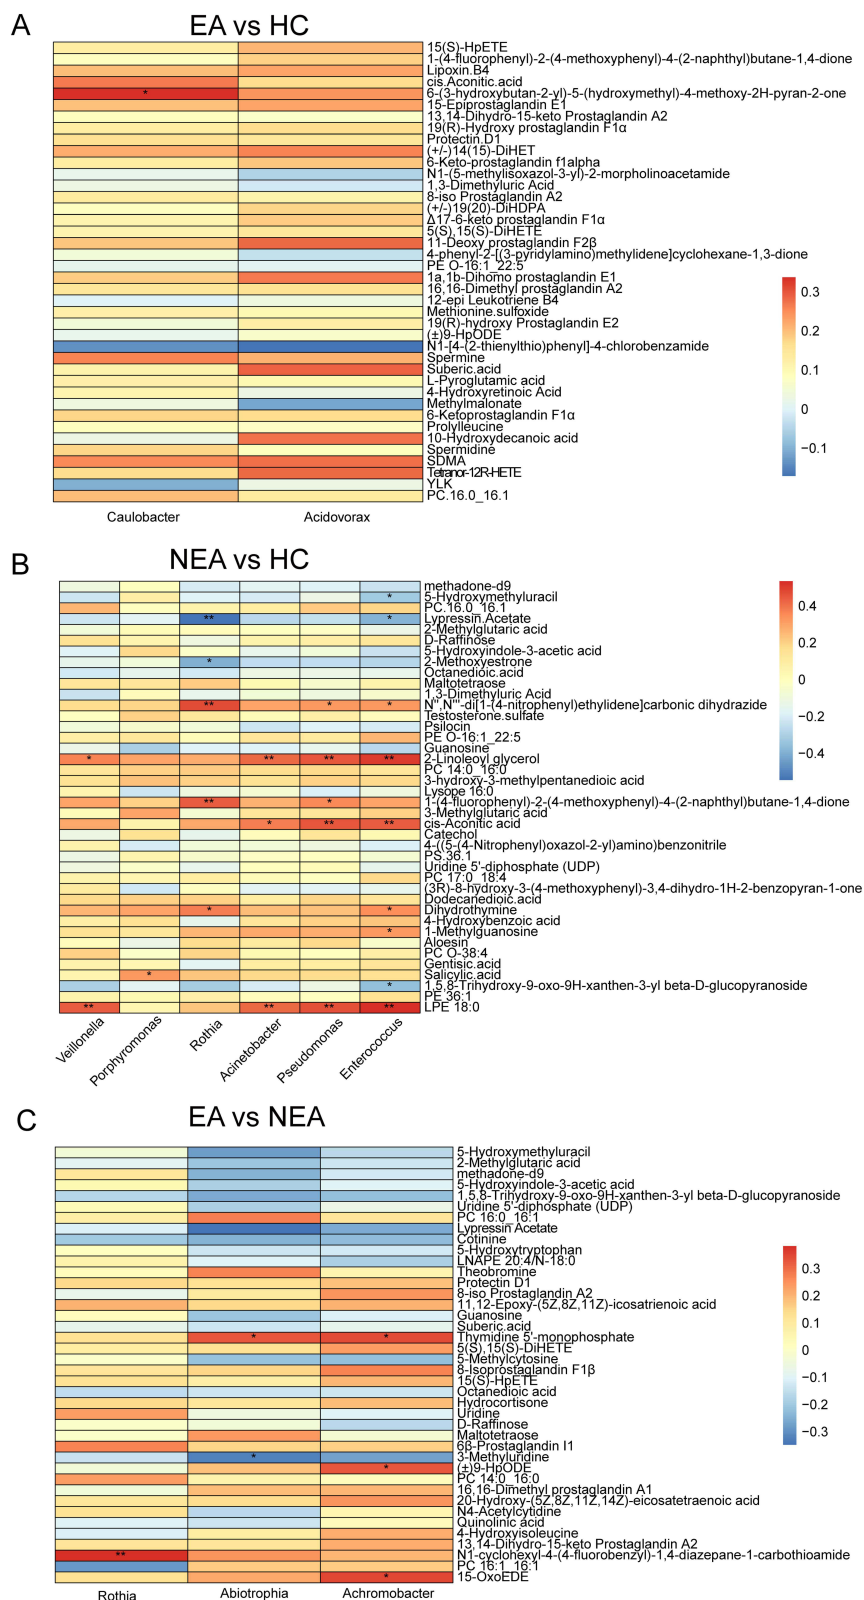 A
EA vs HC
15(S)-HpETE
1-(4-fluorophenyl)-2-(4-methoxyphenyl)-4-(2-naphthyl)butane-1,4-dione
Lipoxin.B4
cis.Aconitic.acid
* 6-(3-hydroxybutan-2-yl)-5-(hydroxymethyl)-4-methoxy-2H-pyran-2-one
15-Epiprostaglandin E1
13,14-Dihydro-15-keto Prostaglandin A2
19(R)-Hydroxy prostaglandin F1α
Protectin.D1
(+/-)14(15)-DiHET
6-Keto-prostaglandin f1alpha
N1-(5-methylisoxazol-3-yl)-2-morpholinoacetamide
1,3-Dimethyluric Acid
8-iso Prostaglandin A2
(+/-)19(20)-DiHDPA
Δ17-6-keto prostaglandin F1α
5(S),15(S)-DiHETE
11-Deoxy prostaglandin F2β
4-phenyl-2-[(3-pyridylamino)methylidene]cyclohexane-1,3-dione
PE O-16:1_22:5
1a,1b-Dihomo prostaglandin E1
16,16-Dimethyl prostaglandin A2
12-epi Leukotriene B4
Methionine.sulfoxide
19(R)-hydroxy Prostaglandin E2
(±)9-HpODE
N1-[4-(2-thienylthio)phenyl]-4-chlorobenzamide
Spermine
Suberic.acid
L-Pyroglutamic acid
4-Hydroxyretinoic Acid
Methylmalonate
6-Ketoprostaglandin F1α
Prolylleucine
10-Hydroxydecanoic acid
Spermidine
SDMA
Tetranor-12R-HETE
YLK
PC.16.0_16.1
0.3
0.2
0.1
0
−0.1
Caulobacter Acidovorax
B
NEA vs HC
methadone-d9
* 5-Hydroxymethyluracil
PC.16.0_16.1
** * Lypressin.Acetate
2-Methylglutaric acid
D-Raffinose
5-Hydroxyindole-3-acetic acid
* 2-Methoxyestrone
Octanedioic.acid
Maltotetraose
1,3-Dimethyluric Acid
** * * N'',N'''-di[1-(4-nitrophenyl)ethylidene]carbonic dihydrazide
Testosterone.sulfate
Psilocin
PE O-16:1_22:5
Guanosine
* ** ** ** 2-Linoleoyl glycerol
PC 14:0_16:0
3-hydroxy-3-methylpentanedioic acid
Lysope 16:0
** * 1-(4-fluorophenyl)-2-(4-methoxyphenyl)-4-(2-naphthyl)butane-1,4-dione
3-Methylglutaric acid
* ** ** cis-Aconitic acid
Catechol
4-((5-(4-Nitrophenyl)oxazol-2-yl)amino)benzonitrile
PS.36.1
Uridine 5'-diphosphate (UDP)
PC 17:0_18:4
(3R)-8-hydroxy-3-(4-methoxyphenyl)-3,4-dihydro-1H-2-benzopyran-1-one
Dodecanedioic.acid
* * Dihydrothymine
4-Hydroxybenzoic acid
* 1-Methylguanosine
Aloesin
PC O-38:4
Gentisic.acid
* Salicylic.acid
* 1,5,8-Trihydroxy-9-oxo-9H-xanthen-3-yl beta-D-glucopyranoside
PE 36:1
** ** ** ** LPE 18:0
0.4
0.2
0
−0.2
−0.4
Veillonella Porphyromonas Rothia Acinetobacter Pseudomonas Enterococcus
C
EA vs NEA
5-Hydroxymethyluracil
2-Methylglutaric acid
methadone-d9
5-Hydroxyindole-3-acetic acid
1,5,8-Trihydroxy-9-oxo-9H-xanthen-3-yl beta-D-glucopyranoside
Uridine 5'-diphosphate (UDP)
PC 16:0_16:1
Lypressin Acetate
Cotinine
5-Hydroxytryptophan
LNAPE 20:4/N-18:0
Theobromine
Protectin D1
8-iso Prostaglandin A2
11,12-Epoxy-(5Z,8Z,11Z)-icosatrienoic acid
Guanosine
Suberic.acid
* * Thymidine 5'-monophosphate
5(S),15(S)-DiHETE
5-Methylcytosine
8-Isoprostaglandin F1β
15(S)-HpETE
Octanedioic acid
Hydrocortisone
Uridine
D-Raffinose
Maltotetraose
6β-Prostaglandin I1
* 3-Methyluridine
* (±)9-HpODE
PC 14:0_16:0
16,16-Dimethyl prostaglandin A1
20-Hydroxy-(5Z,8Z,11Z,14Z)-eicosatetraenoic acid
N4-Acetylcytidine
Quinolinic acid
4-Hydroxyisoleucine
13,14-Dihydro-15-keto Prostaglandin A2
** N1-cyclohexyl-4-(4-fluorobenzyl)-1,4-diazepane-1-carbothioamide
PC 16:1_16:1
* 15-OxoEDE
0.3
0.2
0.1
0
−0.1
−0.2
−0.3
Rothia Abiotrophia Achromobacter